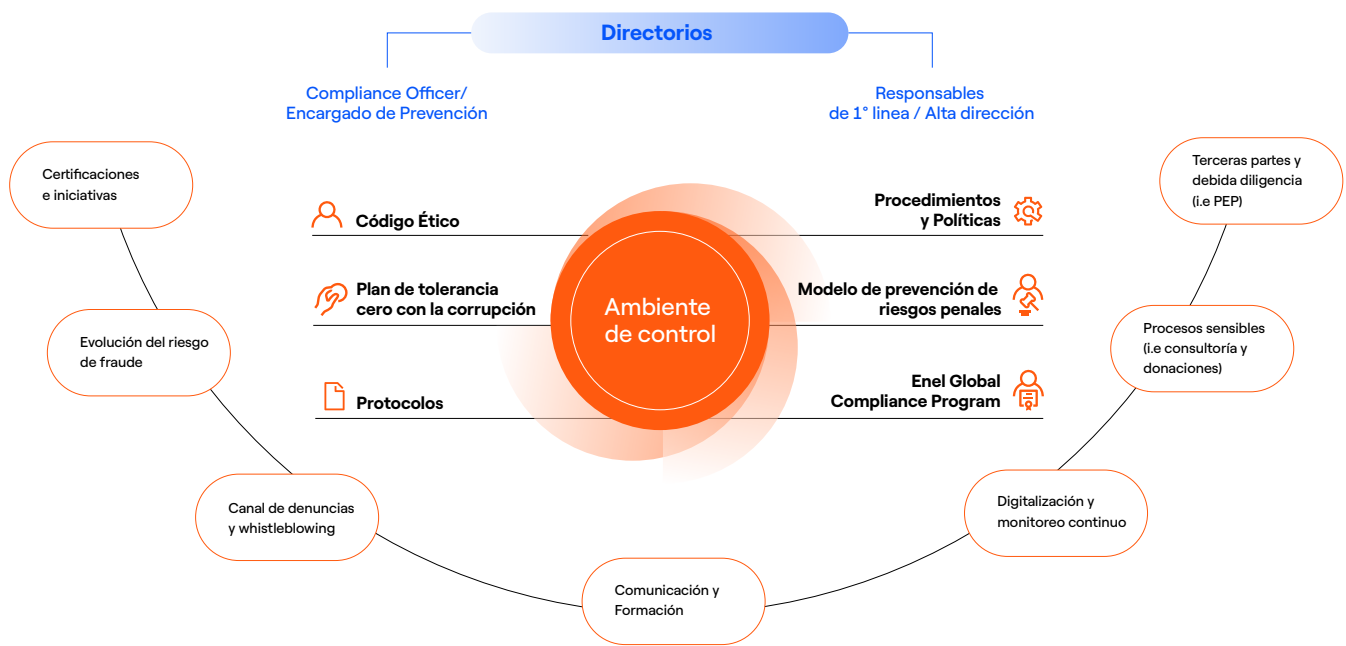 Directorios
Compliance Officer/
Encargado de Prevención
Responsables
de 1° linea / Alta dirección
Certificaciones
e iniciativas
Evolución del riesgo
de fraude
Canal de denuncias
y whistleblowing
Comunicación y
Formación
Digitalización y
monitoreo continuo
Procesos sensibles
(i.e consultoría y
donaciones)
Terceras partes y
debida diligencia
(i.e PEP)
Código Ético
Plan de tolerancia
cero con la corrupción
Protocolos
Ambiente
de control
Procedimientos
y Políticas
Modelo de prevención de
riesgos penales
Enel Global
Compliance Program